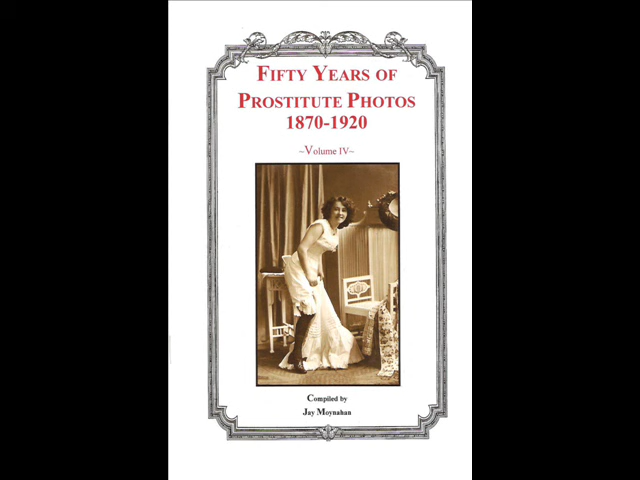 FIFTY YEARS OF
PROSTITUTE PHOTOS
1870-1920
~Volume IV~
Compiled by
Jay Moynahan